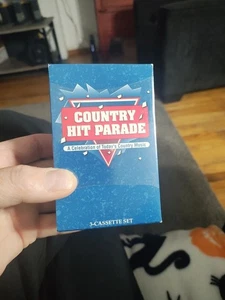 COUNTRY
HIT PARADE
A Celebration of Today's Country Music
3-CASSETTE SET